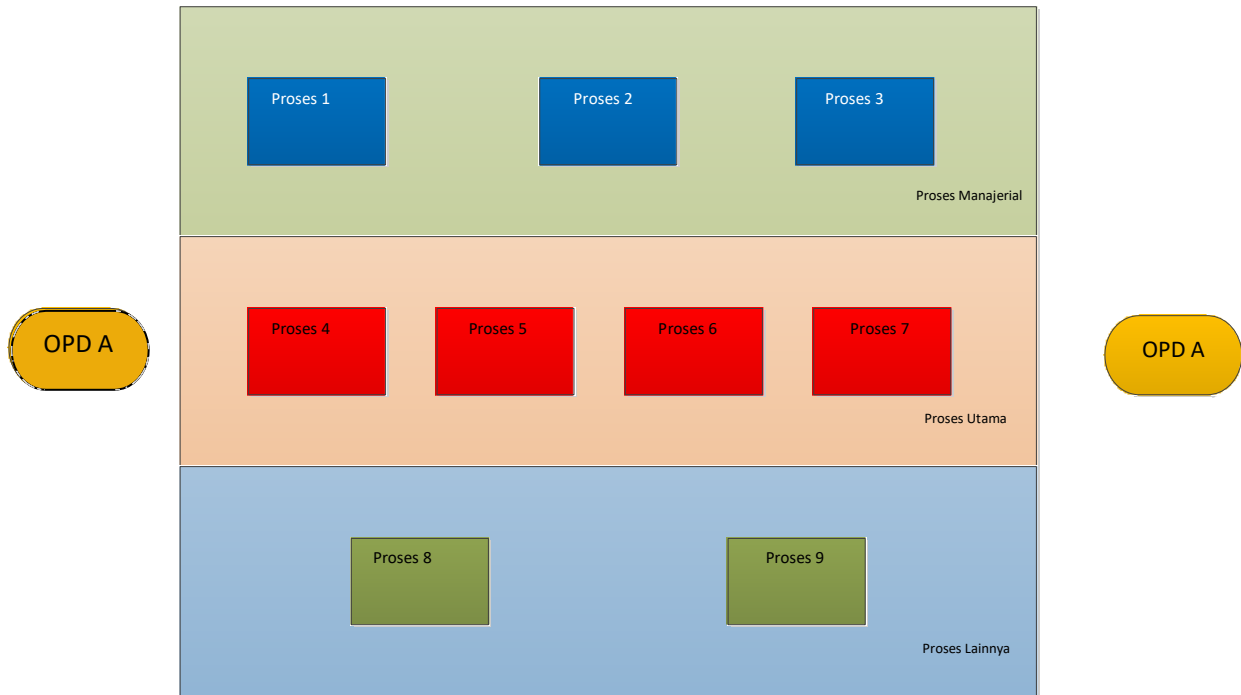 Proses 1
Proses 2
Proses 3
Proses Manajerial
OPD A
Proses 4
Proses 5
Proses 6
Proses 7
OPD A
Proses Utama
Proses 8
Proses 9
Proses Lainnya